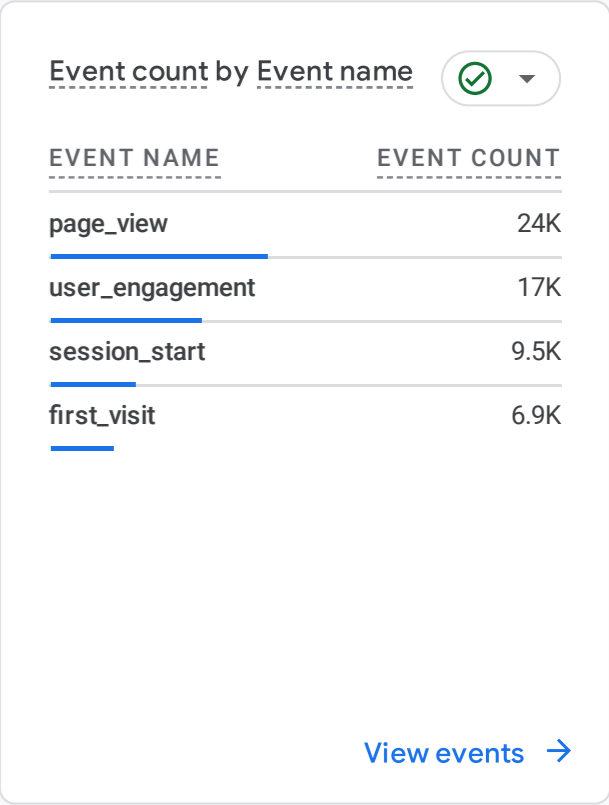 Event count by Event name
EVENT NAME EVENT COUNT
page_view 24K
user_engagement 17K
session_start 9.5K
first_visit 6.9K
View events